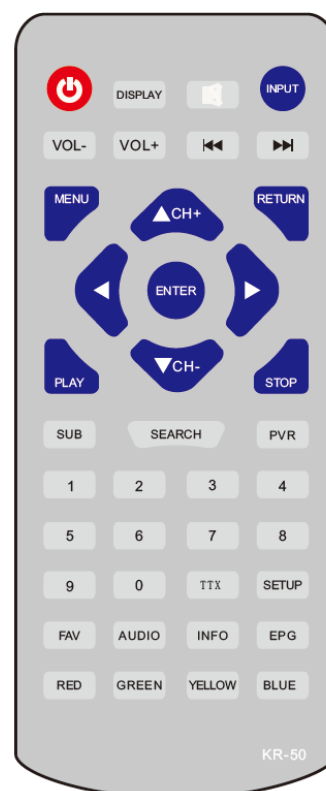 DISPLAY INPUT
VOL- VOL+
MENU RETURN
CH+
ENTER
CH-
PLAY STOP
SUB SEARCH PVR
1 2 3 4
5 6 7 8
9 0 TTX SETUP
FAV AUDIO INFO EPG
RED GREEN YELLOW BLUE
KR-50